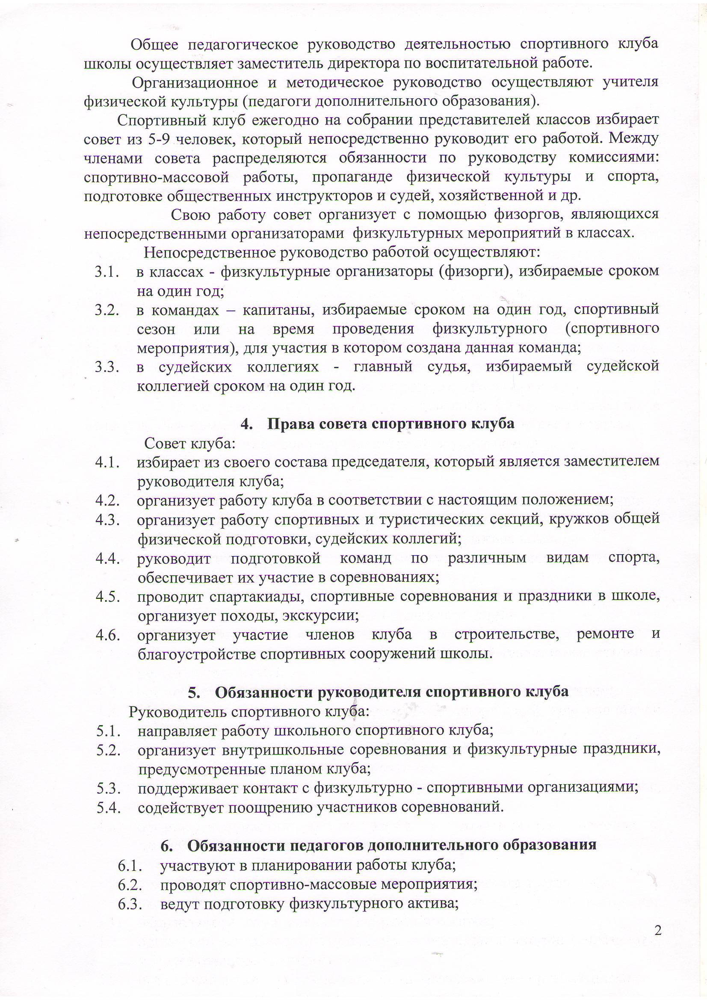 Общее педагогическое руководство деятельностью спортивного клуба
школы осуществляет заместитель директора по воспитательной работе.
Организационное и методическое руководство осуществляют учителя
физической культуры (педагоги дополнительного образования).
Спортивный клуб ежегодно на собрании представителей классов избирает
совет из 5-9 человек, который непосредственно руководит его работой. Между
членами совета распределяются обязанности по руководству комиссиями:
спортивно-массовой работы, пропаганде физической культуры и спорта,
подготовке общественных инструкторов и судей, хозяйственной и др.
Свою работу совет организует с помощью физоргов, являющихся
непосредственными организаторами физкультурных мероприятий в классах.
Непосредственное руководство работой осуществляют:
3.1. в классах - физкультурные организаторы (физорги), избираемые сроком
на один год;
3.2. в командах – капитаны, избираемые сроком на один год, спортивный
сезон или на время проведения физкультурного (спортивного
мероприятия), для участия в котором создана данная команда;
3.3. в судейских коллегиях - главный судья, избираемый судейской
коллегией сроком на один год.
4. Права совета спортивного клуба
Совет клуба:
4.1. избирает из своего состава председателя, который является заместителем
руководителя клуба;
4.2. организует работу клуба в соответствии с настоящим положением;
4.3. организует работу спортивных и туристических секций, кружков общей
физической подготовки, судейских коллегий;
4.4. руководит подготовкой команд по различным видам спорта,
обеспечивает их участие в соревнованиях;
4.5. проводит спартакиады, спортивные соревнования и праздники в школе,
организует походы, экскурсии;
4.6. организует участие членов клуба в строительстве, ремонте и
благоустройстве спортивных сооружений школы.
5. Обязанности руководителя спортивного клуба
Руководитель спортивного клуба:
5.1. направляет работу школьного спортивного клуба;
5.2. организует внутришкольные соревнования и физкультурные праздники,
предусмотренные планом клуба;
5.3. поддерживает контакт с физкультурно - спортивными организациями;
5.4. содействует поощрению участников соревнований.
6. Обязанности педагогов дополнительного образования
6.1. участвуют в планировании работы клуба;
6.2. проводят спортивно-массовые мероприятия;
6.3. ведут подготовку физкультурного актива;
2